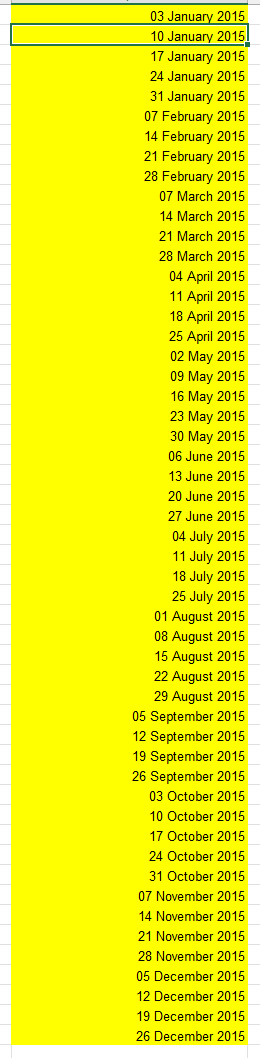 03 January 2015
10 January 2015
17 January 2015
24 January 2015
31 January 2015
07 February 2015
14 February 2015
21 February 2015
28 February 2015
07 March 2015
14 March 2015
21 March 2015
28 March 2015
04 April 2015
11 April 2015
18 April 2015
25 April 2015
02 May 2015
09 May 2015
16 May 2015
23 May 2015
30 May 2015
06 June 2015
13 June 2015
20 June 2015
27 June 2015
04 July 2015
11 July 2015
18 July 2015
25 July 2015
01 August 2015
08 August 2015
15 August 2015
22 August 2015
29 August 2015
05 September 2015
12 September 2015
19 September 2015
26 September 2015
03 October 2015
10 October 2015
17 October 2015
24 October 2015
31 October 2015
07 November 2015
14 November 2015
21 November 2015
28 November 2015
05 December 2015
12 December 2015
19 December 2015
26 December 2015